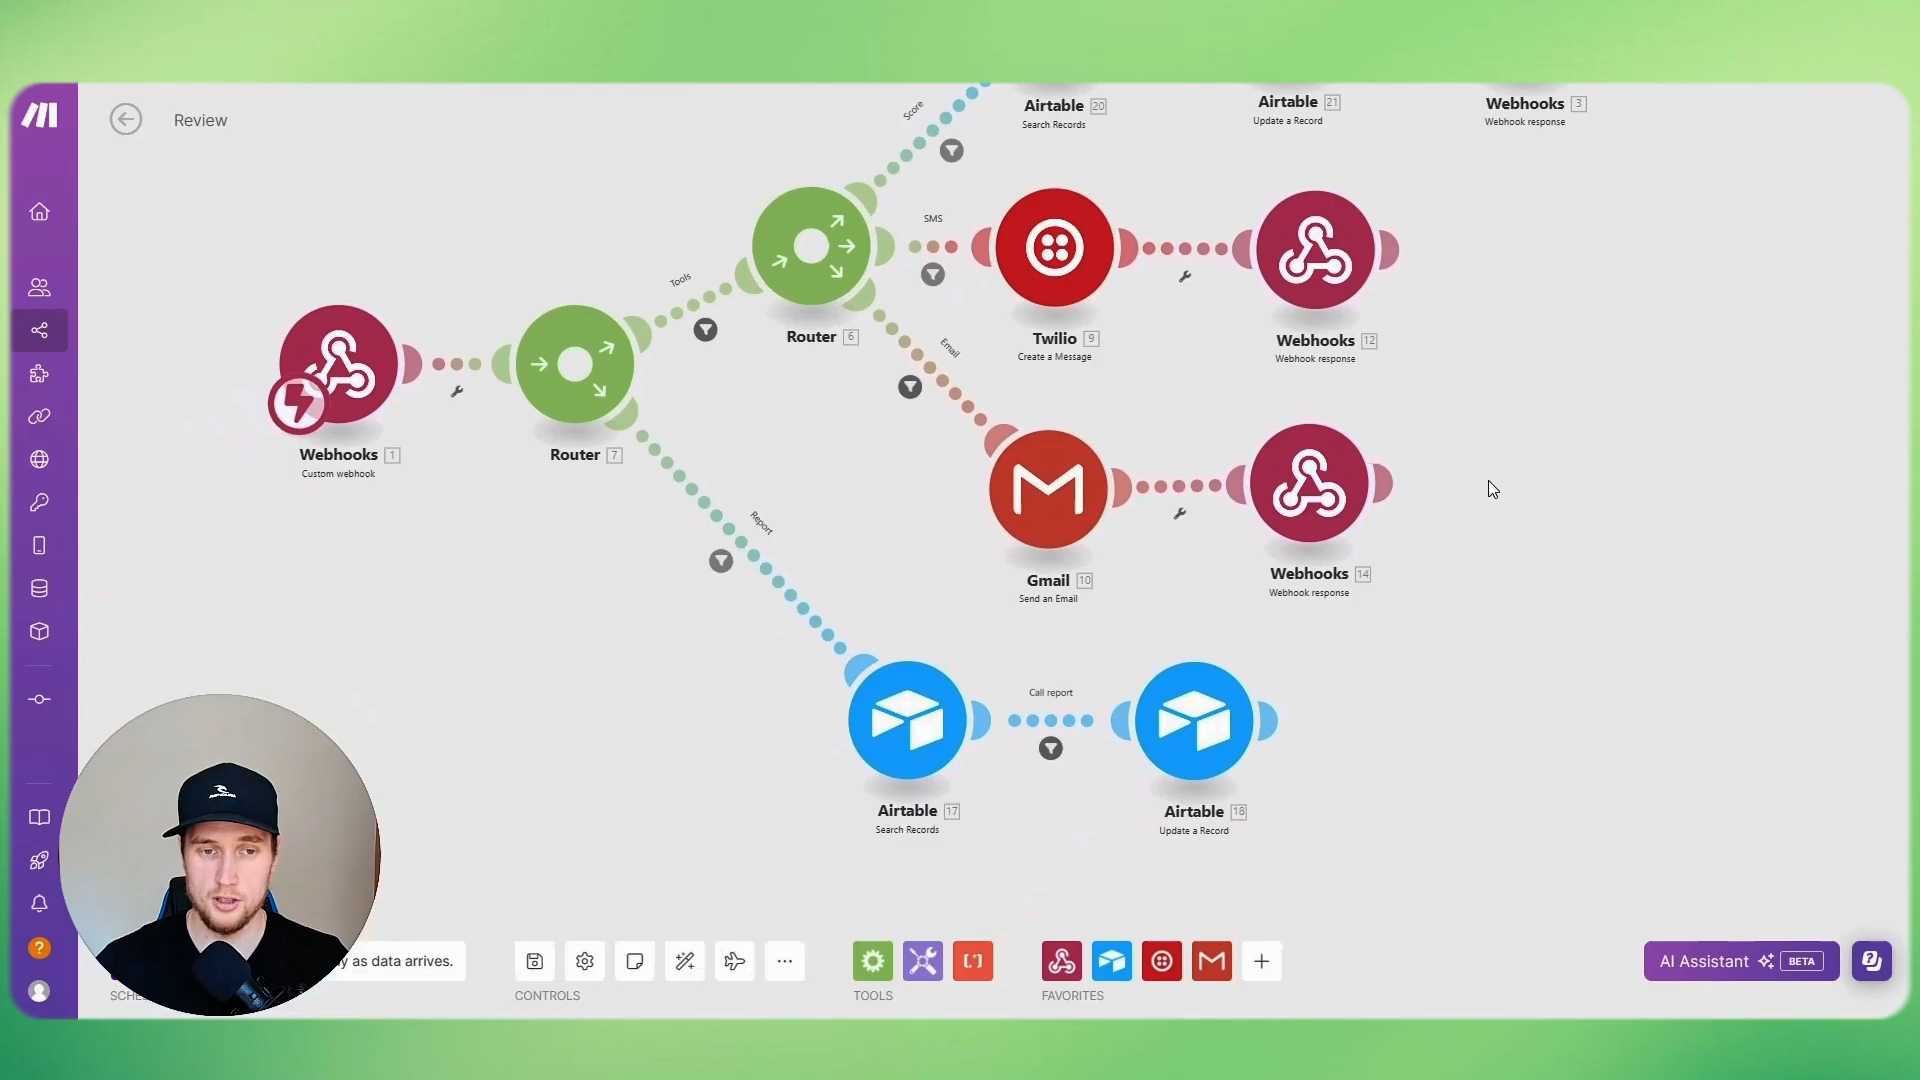 Review
Score
Airtable 20
Search Records
Airtable 21
Update a Record
Webhooks 3
Webhook response
SMS
Tools
Router 6
Twilio 9
Create a Message
Webhooks 12
Webhook response
Email
Webhooks 1
Custom webhook
Router 7
Report
Gmail 10
Send an Email
Webhooks 14
Webhook response
Call report
Airtable 17
Search Records
Airtable 18
Update a Record
as data arrives.
CONTROLS
TOOLS
FAVORITES
AI Assistant BETA